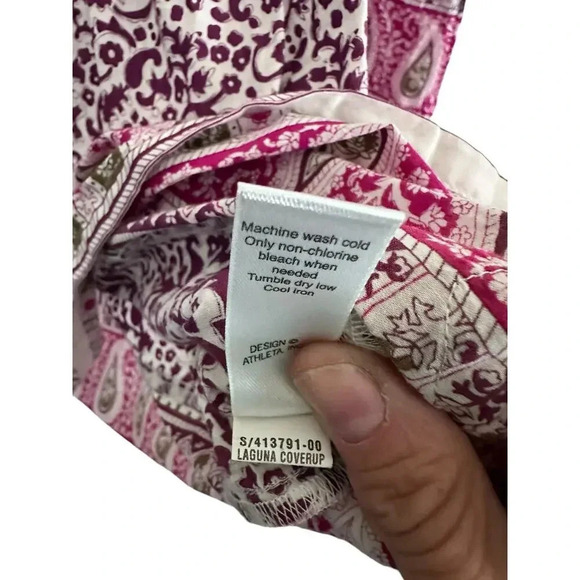 Machine wash cold
Only non-chlorine
bleach when
needed
Tumble dry low
Cool iron
DESIGN ©
ATHLETA, IN
S/413791-00
LAGUNA COVERUP